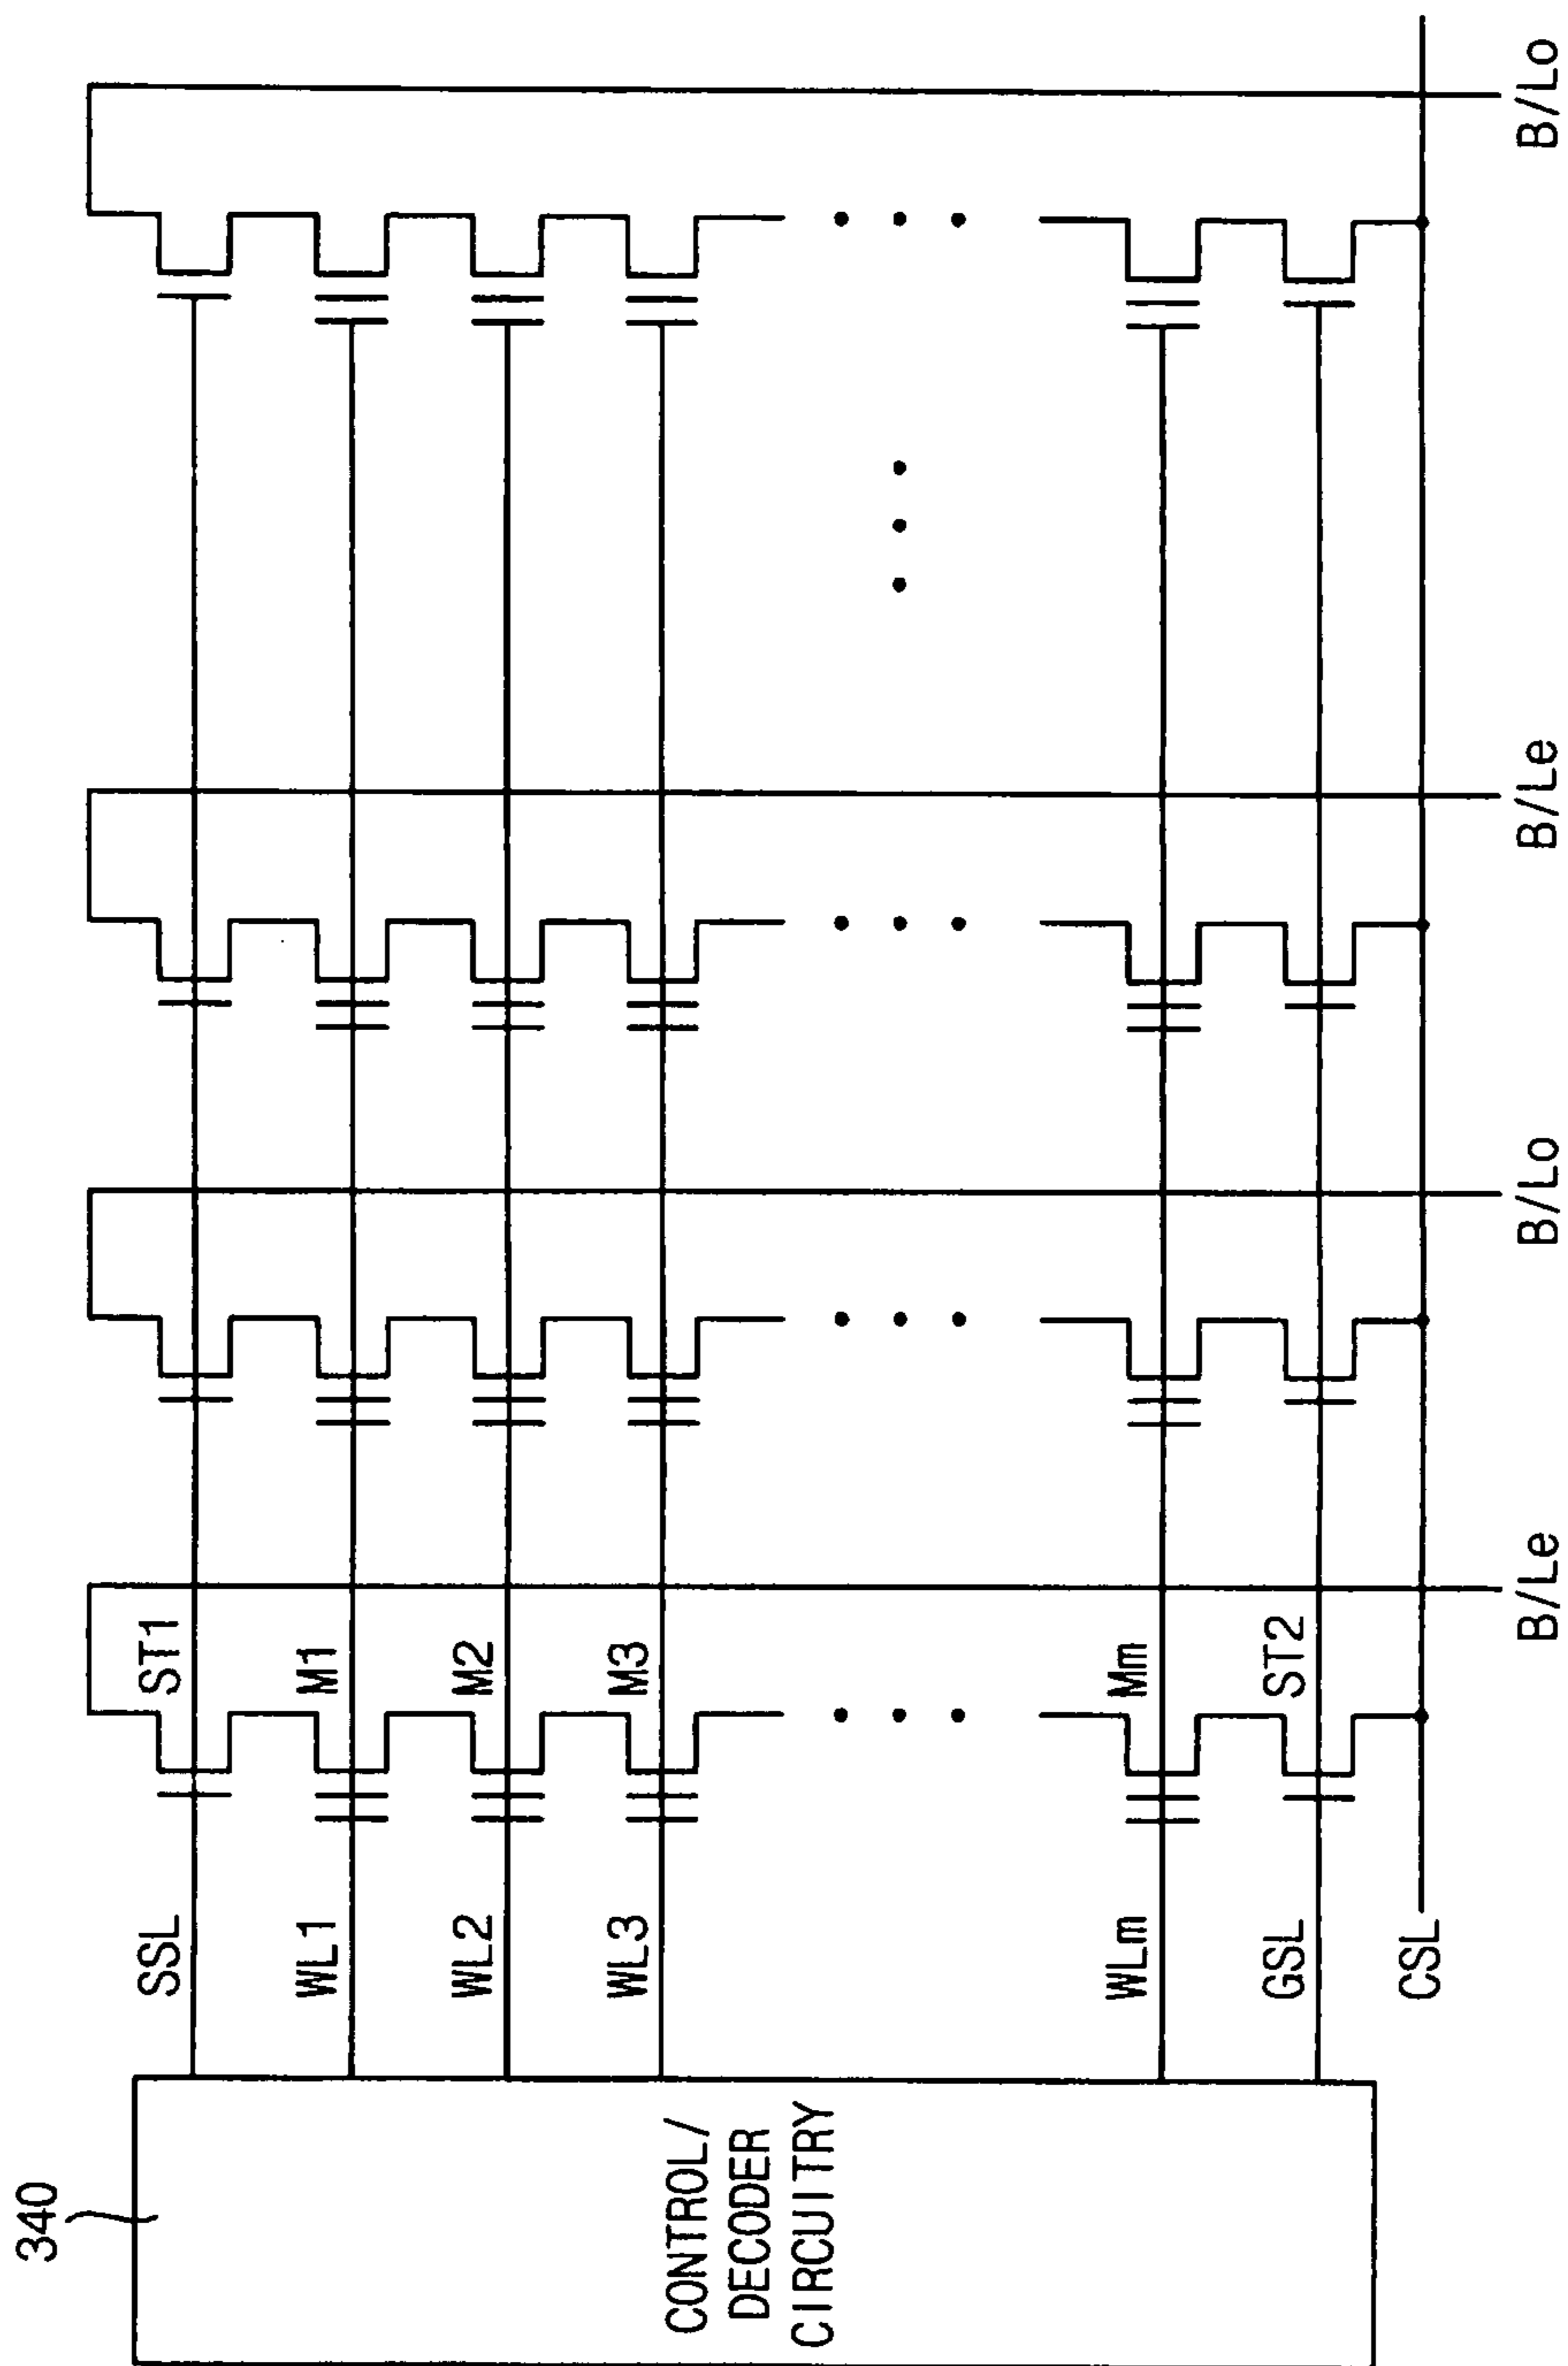 340
CONTROL/
DECODER
CIRCUITRY
SSL
ST1
WL1
M1
WL2
M2
WL3
M3
WLm
Mm
GSL
ST2
CSL
B/Le
B/Lo
B/Le
B/Lo